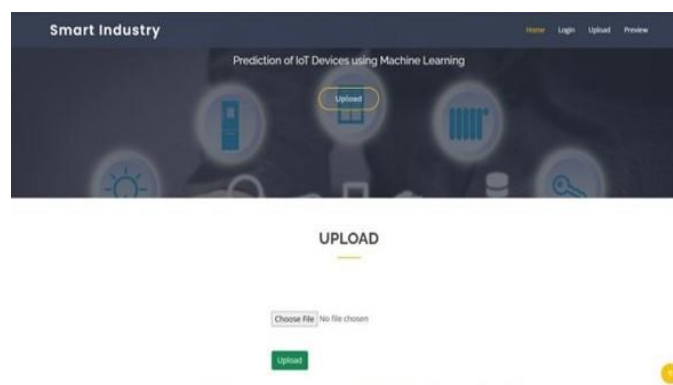 Smart Industry
Home Login Upload Preview
Prediction of IoT Devices using Machine Learning
Upload
UPLOAD
Choose File No file chosen
Upload